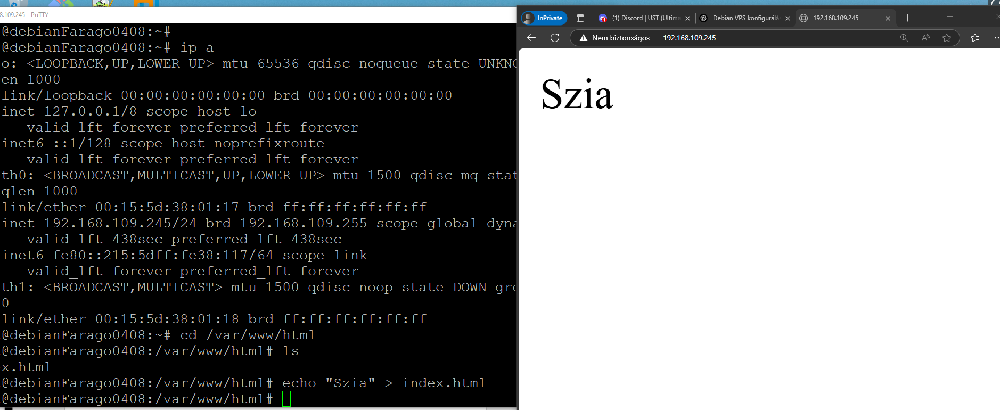 8.109.245 - PuTTY
@debianFarago0408:~#
@debianFarago0408:~# ip a
o: <LOOPBACK,UP,LOWER_UP> mtu 65536 qdisc noqueue state UNKNO
en 1000
link/loopback 00:00:00:00:00:00 brd 00:00:00:00:00:00
inet 127.0.0.1/8 scope host lo
valid_lft forever preferred_lft forever
inet6 ::1/128 scope host noprefixroute
valid_lft forever preferred_lft forever
th0: <BROADCAST,MULTICAST,UP,LOWER_UP> mtu 1500 qdisc mq stat
qlen 1000
link/ether 00:15:5d:38:01:17 brd ff:ff:ff:ff:ff:ff
inet 192.168.109.245/24 brd 192.168.109.255 scope global dyna
valid_lft 438sec preferred_lft 438sec
inet6 fe80::215:5dff:fe38:117/64 scope link
valid_lft forever preferred_lft forever
th1: <BROADCAST,MULTICAST> mtu 1500 qdisc noop state DOWN gro
0
link/ether 00:15:5d:38:01:18 brd ff:ff:ff:ff:ff:ff
@debianFarago0408:~# cd /var/www/html
@debianFarago0408:/var/www/html# ls
x.html
@debianFarago0408:/var/www/html# echo "Szia" > index.html
@debianFarago0408:/var/www/html#
InPrivate
(1) Discord | UST (Ultima
Debian VPS konfigurálá
192.168.109.245
Nem biztonságos
192.168.109.245
Szia